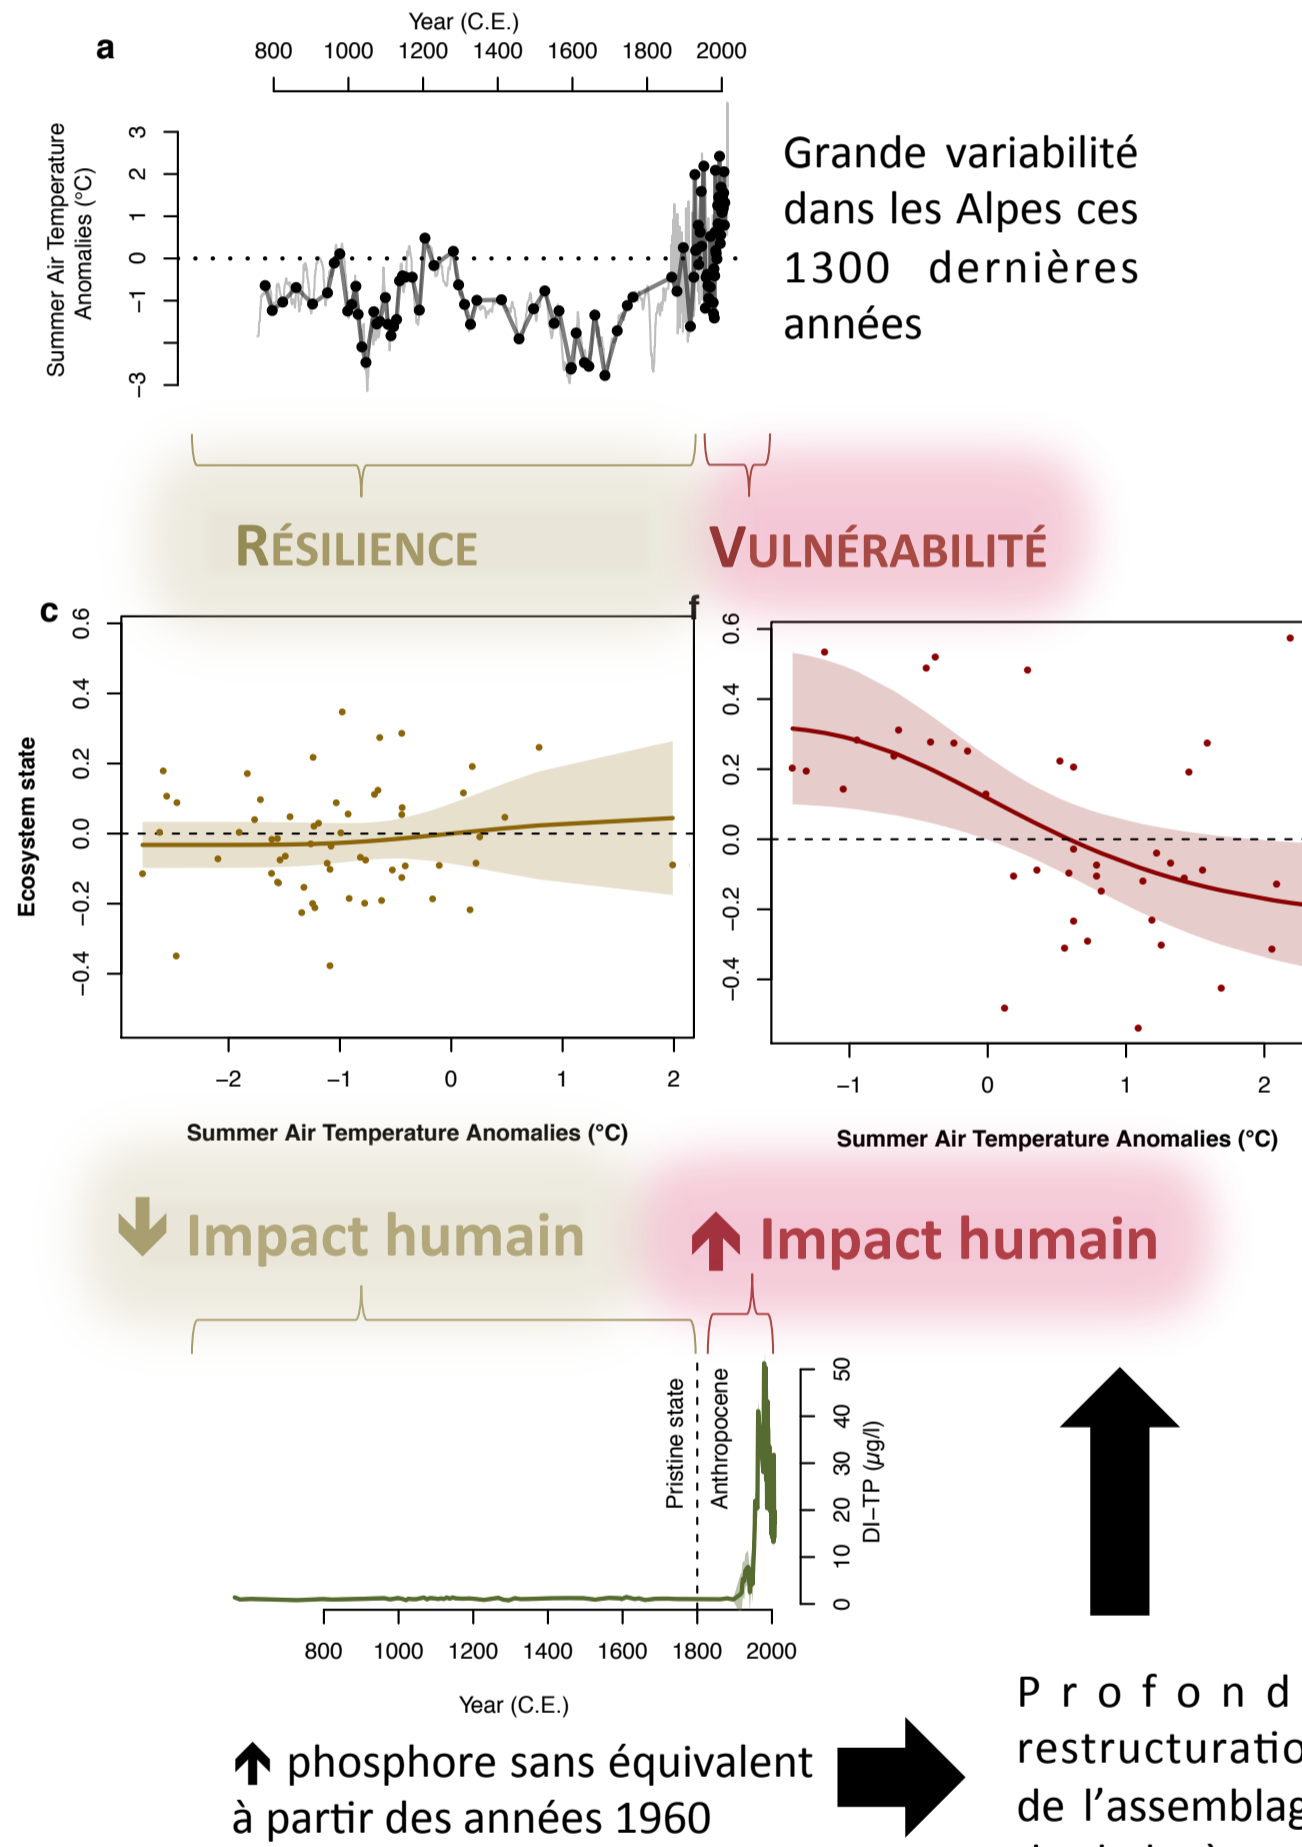 Year (C.E.)
a
800 1000 1200 1400 1600 1800 2000
Summer Air Temperature
Anomalies (°C)
3
2
1
0
−1
−3
Grande variabilité
dans les Alpes ces
1300 dernières
années
RÉSILIENCE
VULNÉRABILITÉ
c
Ecosystem state
0.6
0.4
0.2
0.0
−0.2
−0.4
−2 −1 0 1 2
Summer Air Temperature Anomalies (°C)
f
0.6
0.4
0.2
0.0
−0.2
−0.4
−1 0 1 2
Summer Air Temperature Anomalies (°C)
Impact humain
Impact humain
Pristine state
Anthropocene
50
40
30
20
10
0
DI−TP (µg/l)
800 1000 1200 1400 1600 1800 2000
Year (C.E.)
phosphore sans équivalent
à partir des années 1960
Profond
restructuratio
de l'assemblag